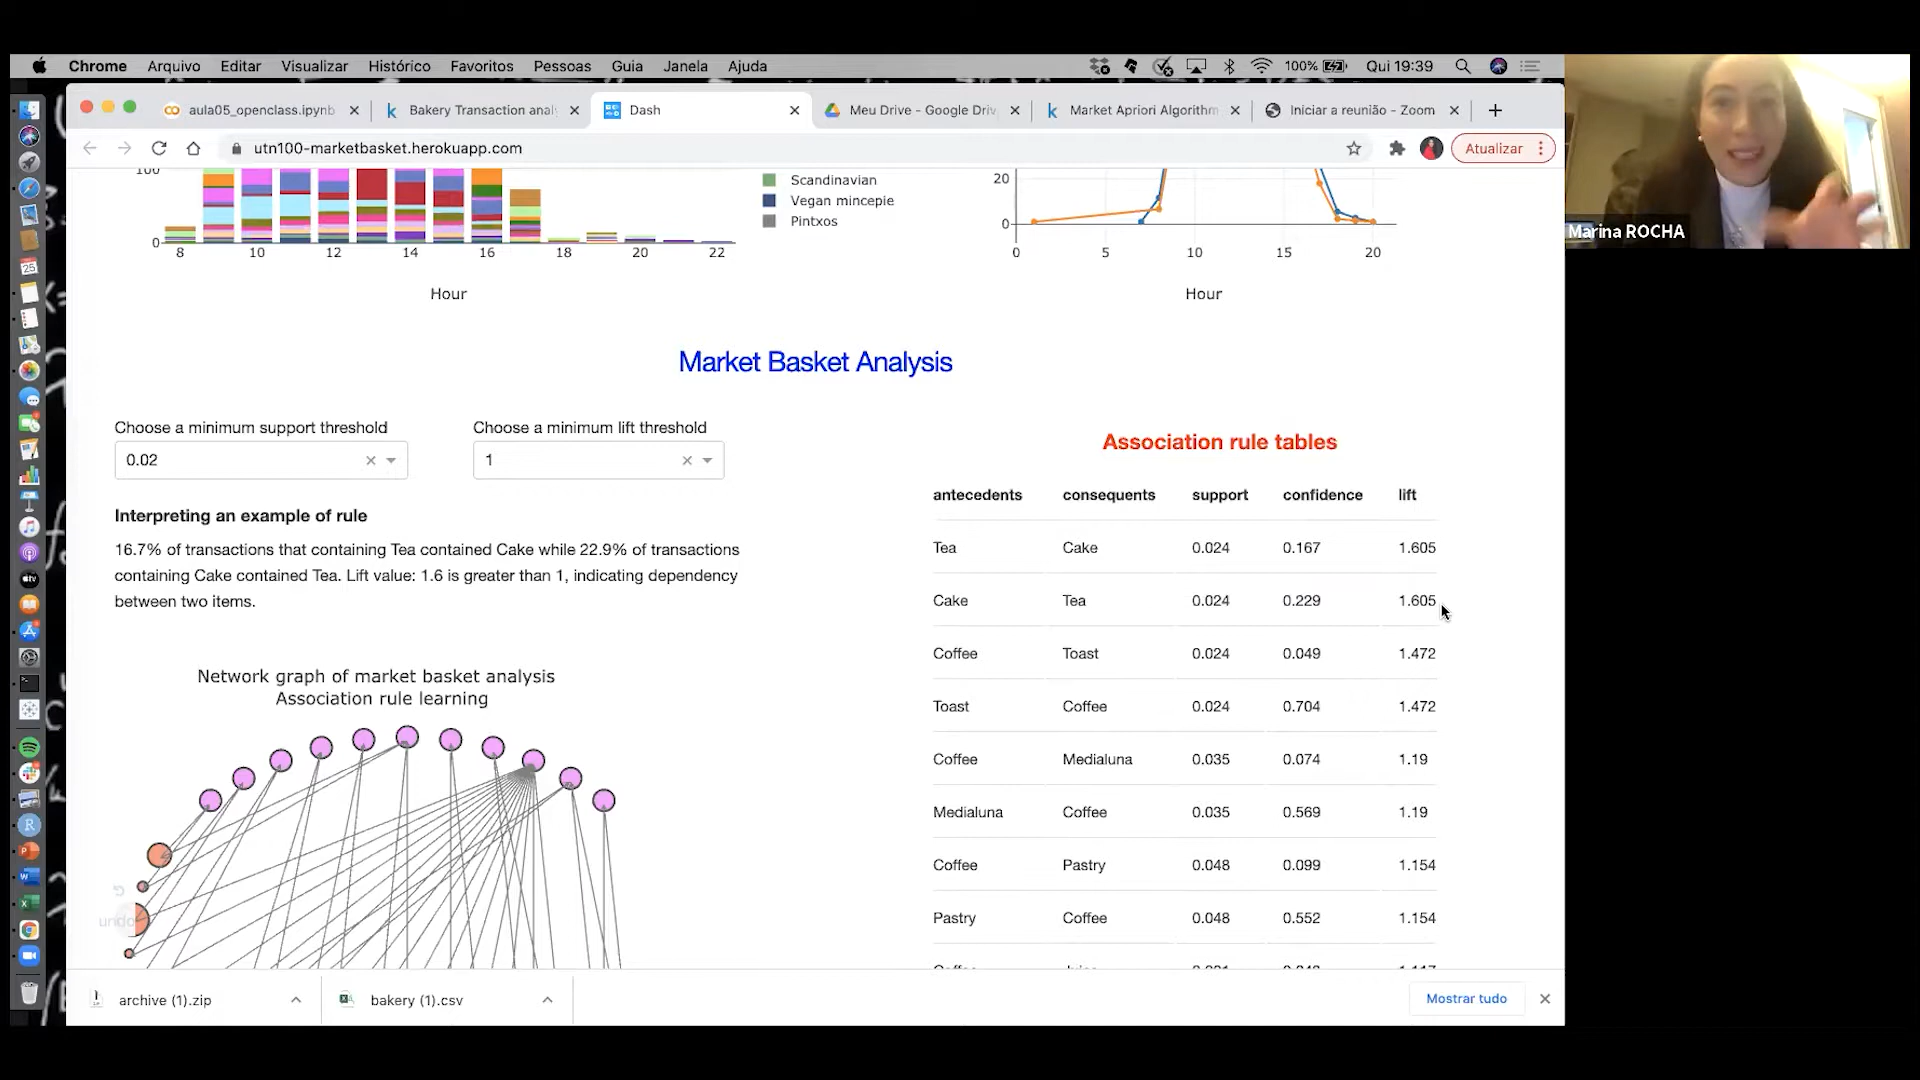 Chrome Arquivo Editar Visualizar Histórico Favoritos Pessoas Guia Janela Ajuda 100% Qui 19:39
aula05_openclass.ipynb Bakery Transaction anal Dash Meu Drive - Google Driv Market Apriori Algorithm Iniciar a reunião - Zoom
utn100-marketbasket.herokuapp.com Atualizar
Marina ROCHA
100
0
8 10 12 14 16 18 20 22
Hour
Scandinavian
Vegan mincepie
Pintxos
20
0
0 5 10 15 20
Hour
Market Basket Analysis
Choose a minimum support threshold Choose a minimum lift threshold
0.02 1
Interpreting an example of rule
16.7% of transactions that containing Tea contained Cake while 22.9% of transactions
containing Cake contained Tea. Lift value: 1.6 is greater than 1, indicating dependency
between two items.
Network graph of market basket analysis
Association rule learning
undo
Association rule tables
antecedents consequents support confidence lift
Tea Cake 0.024 0.167 1.605
Cake Tea 0.024 0.229 1.605
Coffee Toast 0.024 0.049 1.472
Toast Coffee 0.024 0.704 1.472
Coffee Medialuna 0.035 0.074 1.19
Medialuna Coffee 0.035 0.569 1.19
Coffee Pastry 0.048 0.099 1.154
Pastry Coffee 0.048 0.552 1.154
archive (1).zip bakery (1).csv Mostrar tudo